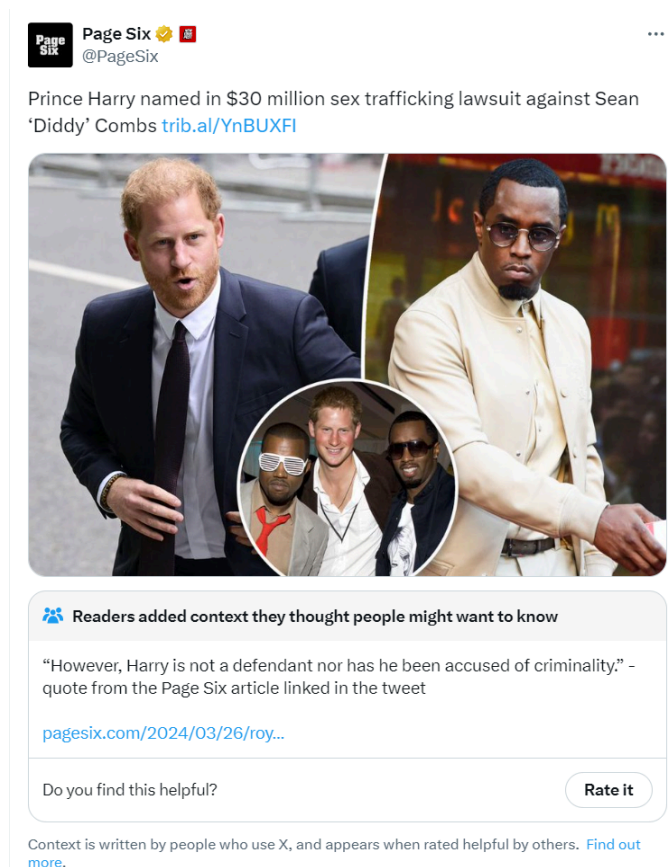 Page Six
Page Six
@PageSix
Prince Harry named in $30 million sex trafficking lawsuit against Sean
‘Diddy’ Combs trib.al/YnBUXFI
Readers added context they thought people might want to know
“However, Harry is not a defendant nor has he been accused of criminality.” -
quote from the Page Six article linked in the tweet
pagesix.com/2024/03/26/roy...
Do you find this helpful?
Rate it
Context is written by people who use X, and appears when rated helpful by others. Find out
more.